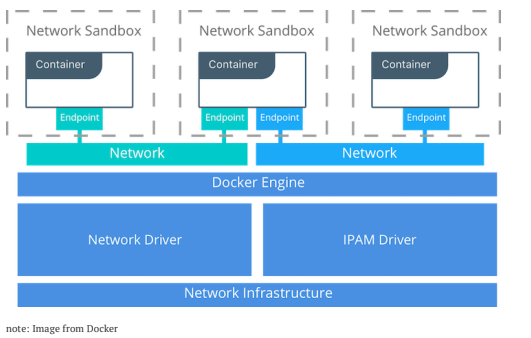 Network Sandbox
Network Sandbox
Network Sandbox
Container
Container
Container
Endpoint
Endpoint
Endpoint
Endpoint
Network
Network
Docker Engine
Network Driver
IPAM Driver
Network Infrastructure
note: Image from Docker